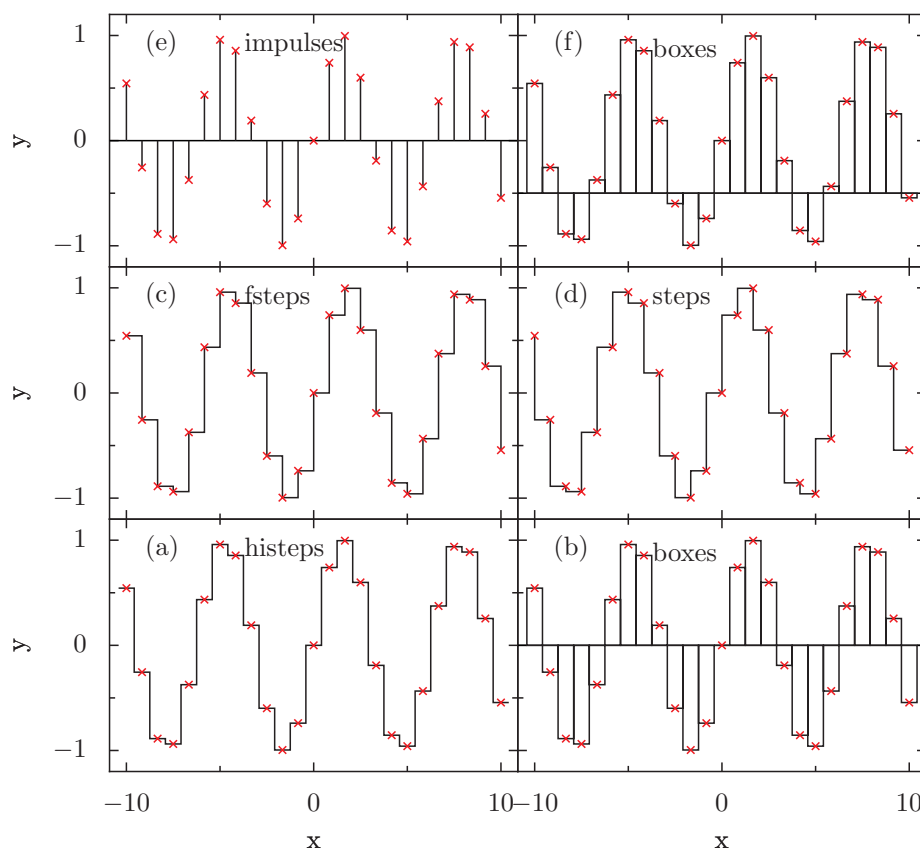 (e) impulses
(f) boxes
y
1
0
−1
(c) fsteps
(d) steps
y
1
0
−1
(a) histeps
(b) boxes
y
1
0
−1
−10 0 10
−10 0 10
x
x